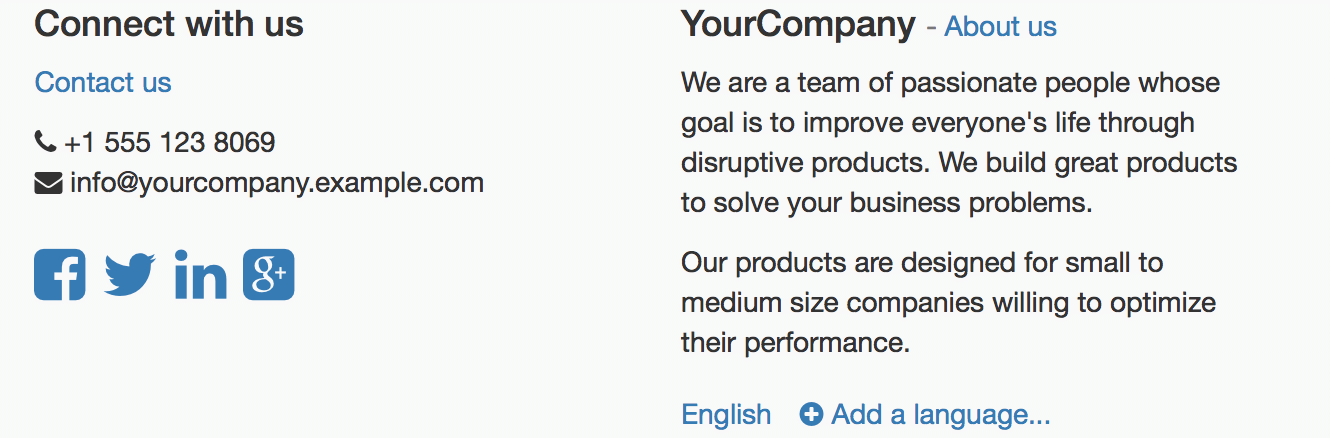 Connect with us
Contact us
+1 555 123 8069
info@yourcompany.example.com
YourCompany - About us
We are a team of passionate people whose
goal is to improve everyone's life through
disruptive products. We build great products
to solve your business problems.
Our products are designed for small to
medium size companies willing to optimize
their performance.
English Add a language...